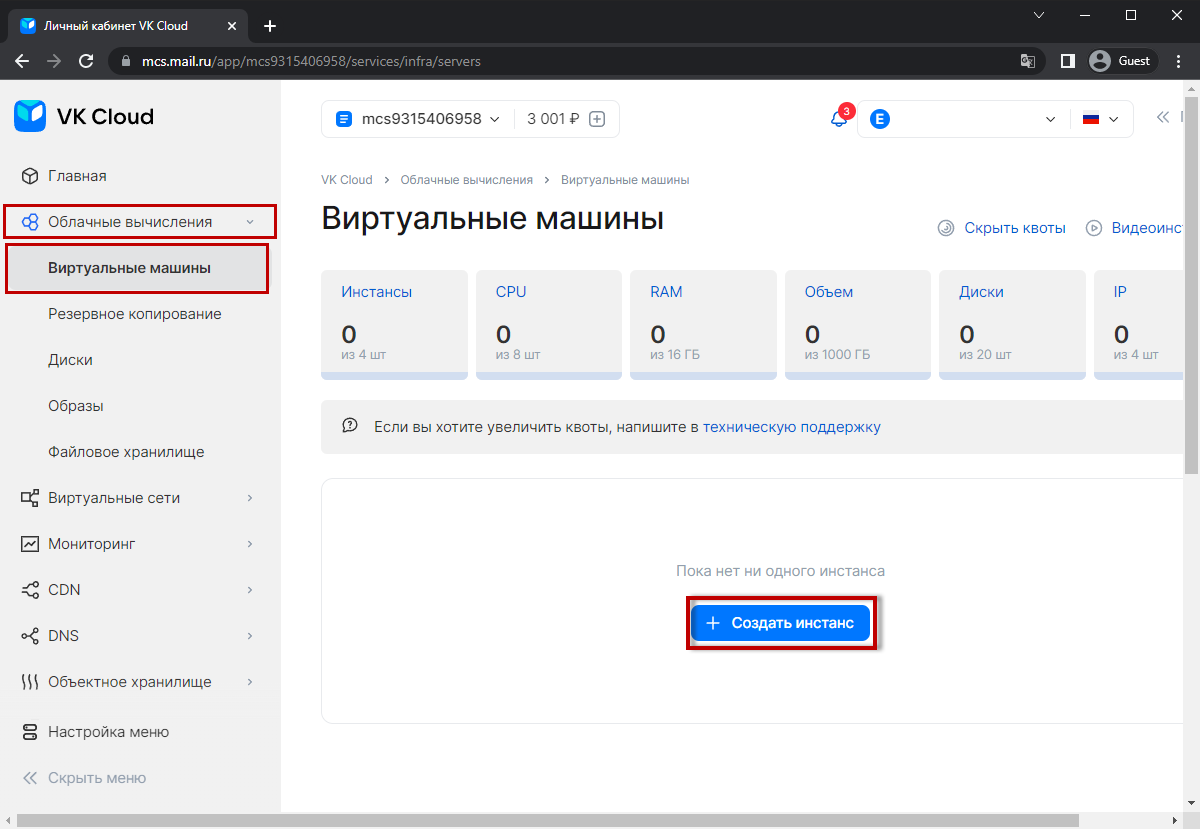 Личный кабинет VK Cloud
mcs.mail.ru/app/mcs9315406958/services/infra/servers
Guest
VK Cloud
Главная
Облачные вычисления
Виртуальные машины
Резервное копирование
Диски
Образы
Файловое хранилище
Виртуальные сети
Мониторинг
CDN
DNS
Объектное хранилище
Настройка меню
Скрыть меню
mcs9315406958
3 001 ₽
3
E
VK Cloud
Облачные вычисления
Виртуальные машины
Виртуальные машины
Скрыть квоты
Видеоинс
Инстансы
0
из 4 шт
CPU
0
из 8 шт
RAM
0
из 16 ГБ
Объем
0
из 1000 ГБ
Диски
0
из 20 шт
IP
0
из 4 шт
Если вы хотите увеличить квоты, напишите в техническую поддержку
Пока нет ни одного инстанса
Создать инстанс